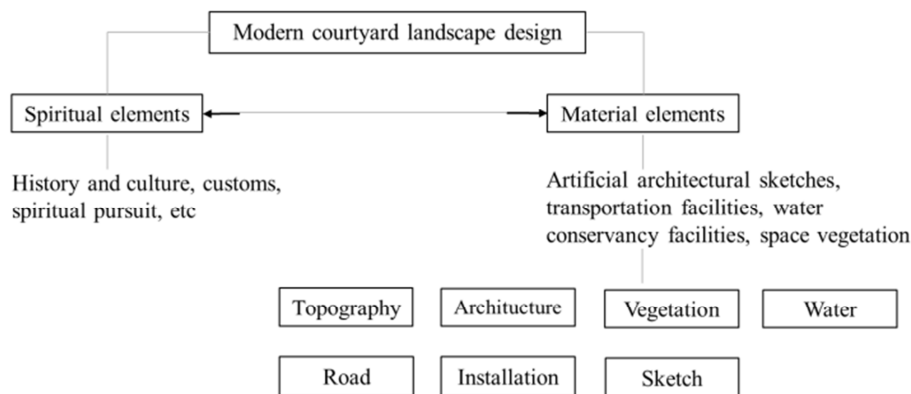 Modern courtyard landscape design
Spiritual elements
Material elements
History and culture, customs,
spiritual pursuit, etc
Artificial architectural sketches,
transportation facilities, water
conservancy facilities, space vegetation
Topography
Architucture
Vegetation
Water
Road
Installation
Sketch